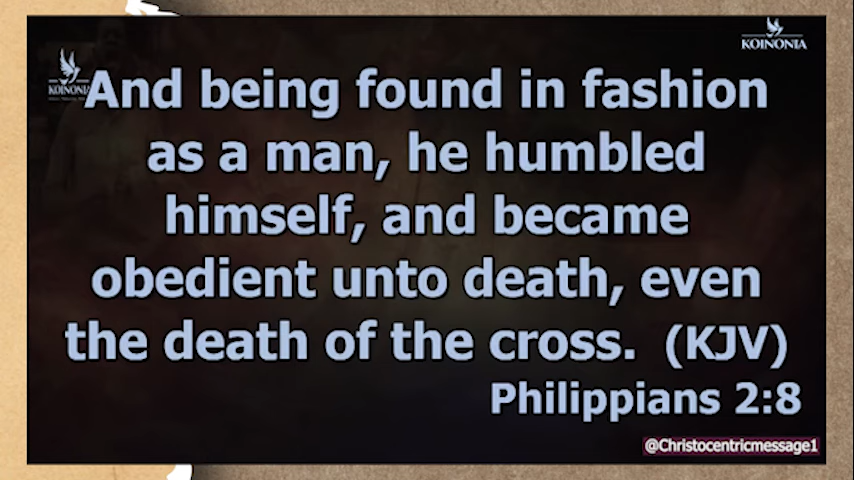 KOINONIA
KOINONIA
And being found in fashion
as a man, he humbled
himself, and became
obedient unto death, even
the death of the cross. (KJV)
Philippians 2:8
@Christocentricmessage1